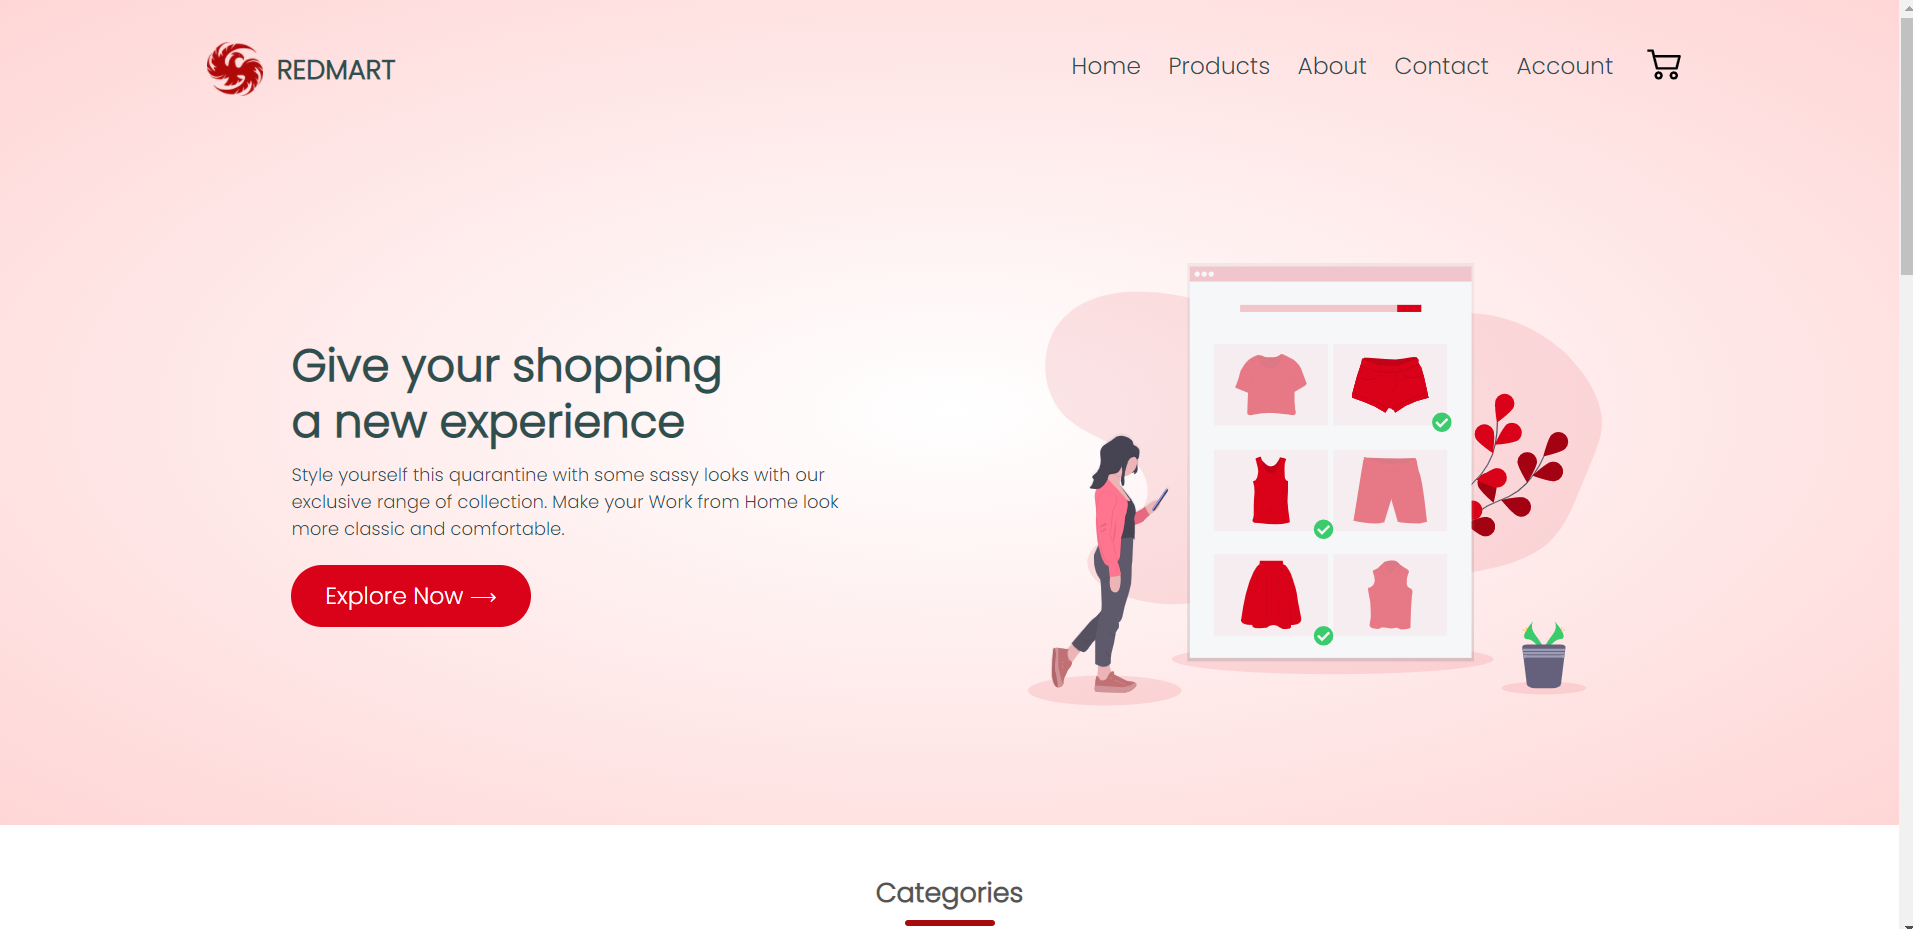 REDMART
Home Products About Contact Account
Give your shopping
a new experience
Style yourself this quarantine with some sassy looks with our
exclusive range of collection. Make your Work from Home look
more classic and comfortable.
Explore Now →
Categories